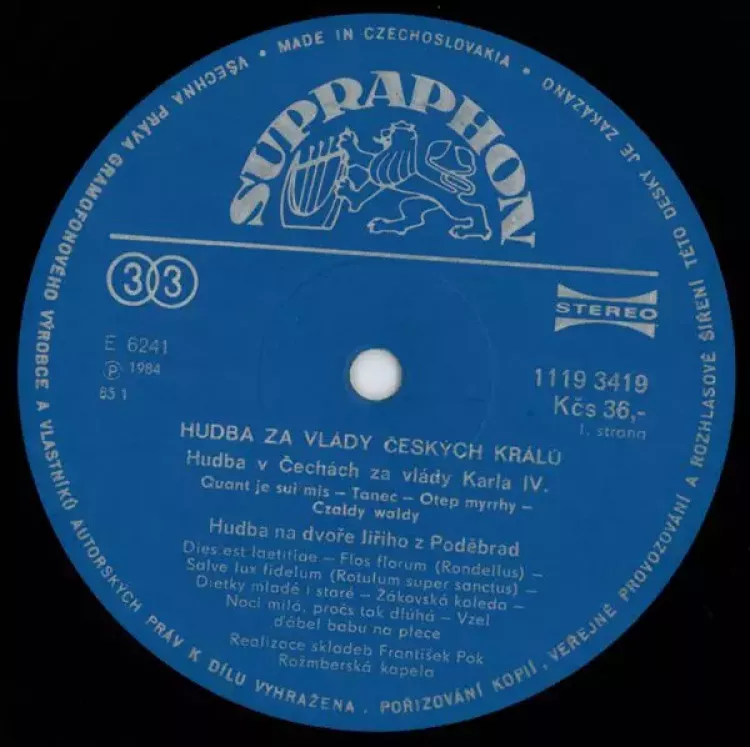 VŠECHNA PRÁVA GRAMOFONOVÉHO VÝROBCE A VLASTNÍKŮ AUTORSKÝCH PRÁV K DÍLU VYHRAŽENA. POŘIZOVÁNÍ KOPIÍ, VEŘEJNÉ PROVOZOVÁNÍ A ROZHLASOVÉ ŠÍŘENÍ TÉTO DESKY JE ZAKÁZÁNO • MADE IN CZECHOSLOVAKIA •
SUPRAPHON
33
STEREO
E 6241
Ⓟ 1984
85 1
1119 3419
Kčs 36,-
1. strana
HUDBA ZA VLÁDY ČESKÝCH KRÁLŮ
Hudba v Čechách za vlády Karla IV.
Quant je sui mis – Tanec – Otep myrrhy –
Czaldy waldy
Hudba na dvoře Jiřího z Poděbrad
Dies est laetitiae – Flos florum (Rondellus) –
Salve lux fidelium (Rotulum super sanctus) –
Dietky mladé i staré – Žákovská koleda –
Noci milá, pročs tak dlúhá – Vzel
ďábel babu na plece
Realizace skladeb František Pok
Rožmberská kapela